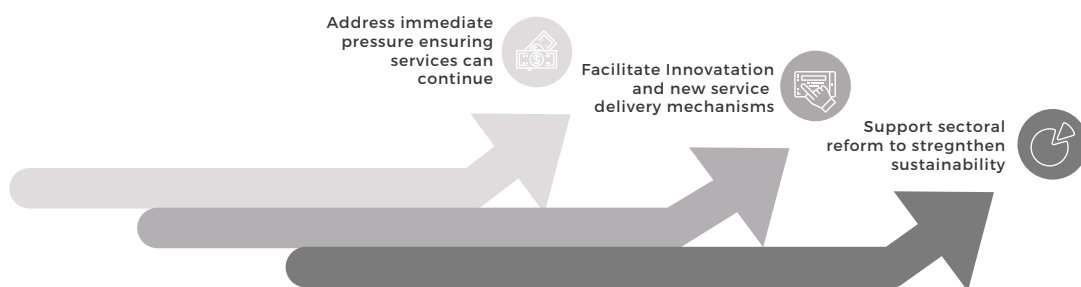 Address immediate
pressure ensuring
services can
continue
Facilitate Innovatation
and new service
delivery mechanisms
Support sectoral
reform to stregnthen
sustainability